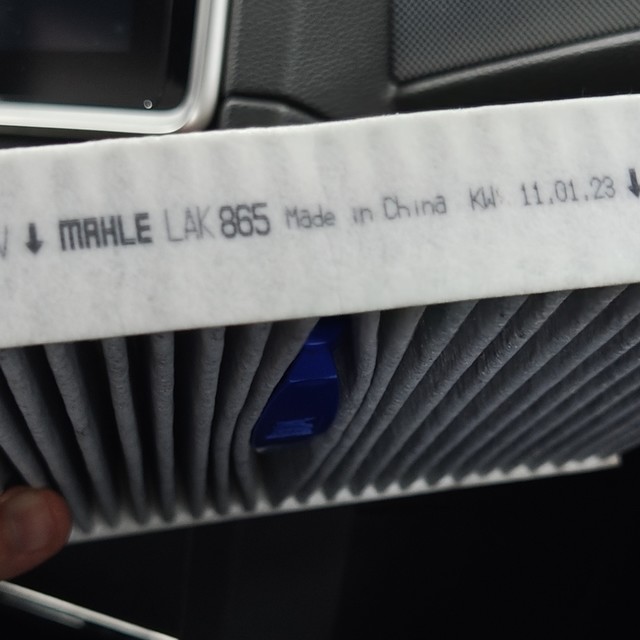 ↓ MAHLE LAK 865 Made in China KW 11.01.23 ↓